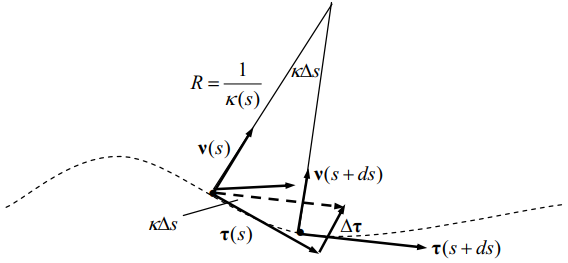 κΔs
R = 1/κ(s)
ν(s)
ν(s + ds)
κΔs
τ(s)
Δτ
τ(s + ds)